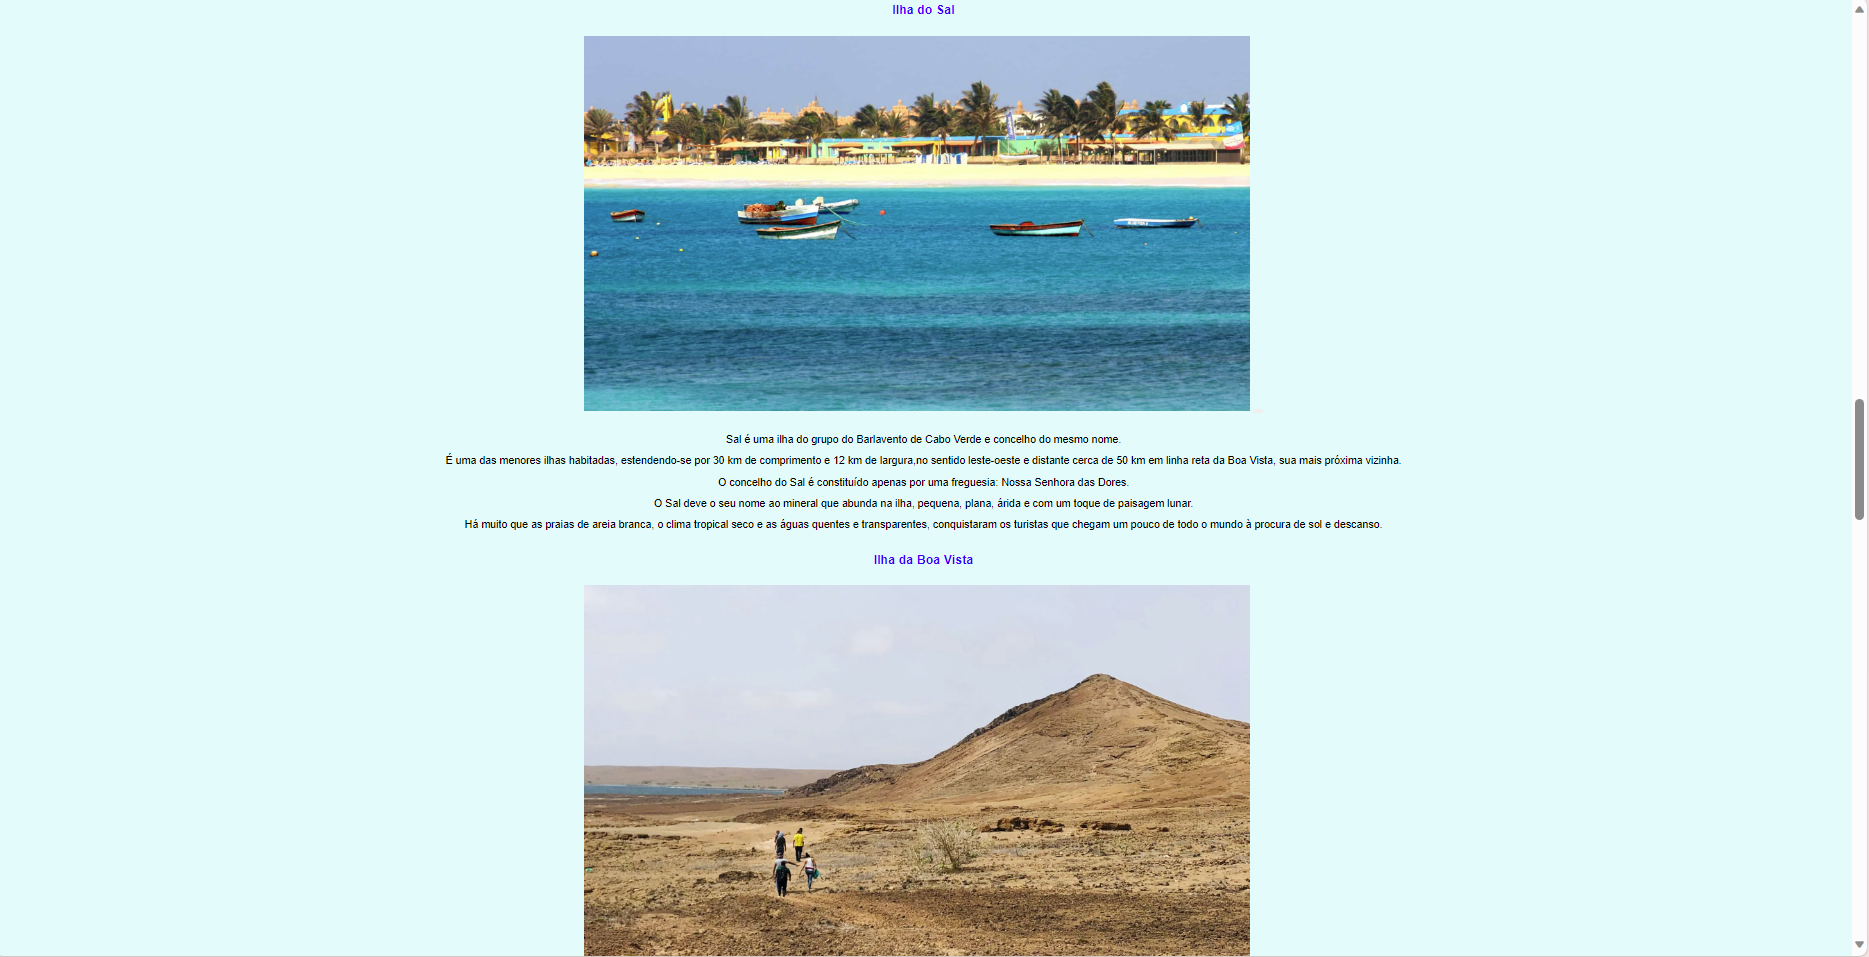 Ilha do Sal
Sal é uma ilha do grupo do Barlavento de Cabo Verde e concelho do mesmo nome.
É uma das menores ilhas habitadas, estendendo-se por 30 km de comprimento e 12 km de largura,no sentido leste-oeste e distante cerca de 50 km em linha reta da Boa Vista, sua mais próxima vizinha.
O concelho do Sal é constituído apenas por uma freguesia: Nossa Senhora das Dores.
O Sal deve o seu nome ao mineral que abunda na ilha, pequena, plana, árida e com um toque de paisagem lunar.
Há muito que as praias de areia branca, o clima tropical seco e as águas quentes e transparentes, conquistaram os turistas que chegam um pouco de todo o mundo à procura de sol e descanso.
Ilha da Boa Vista